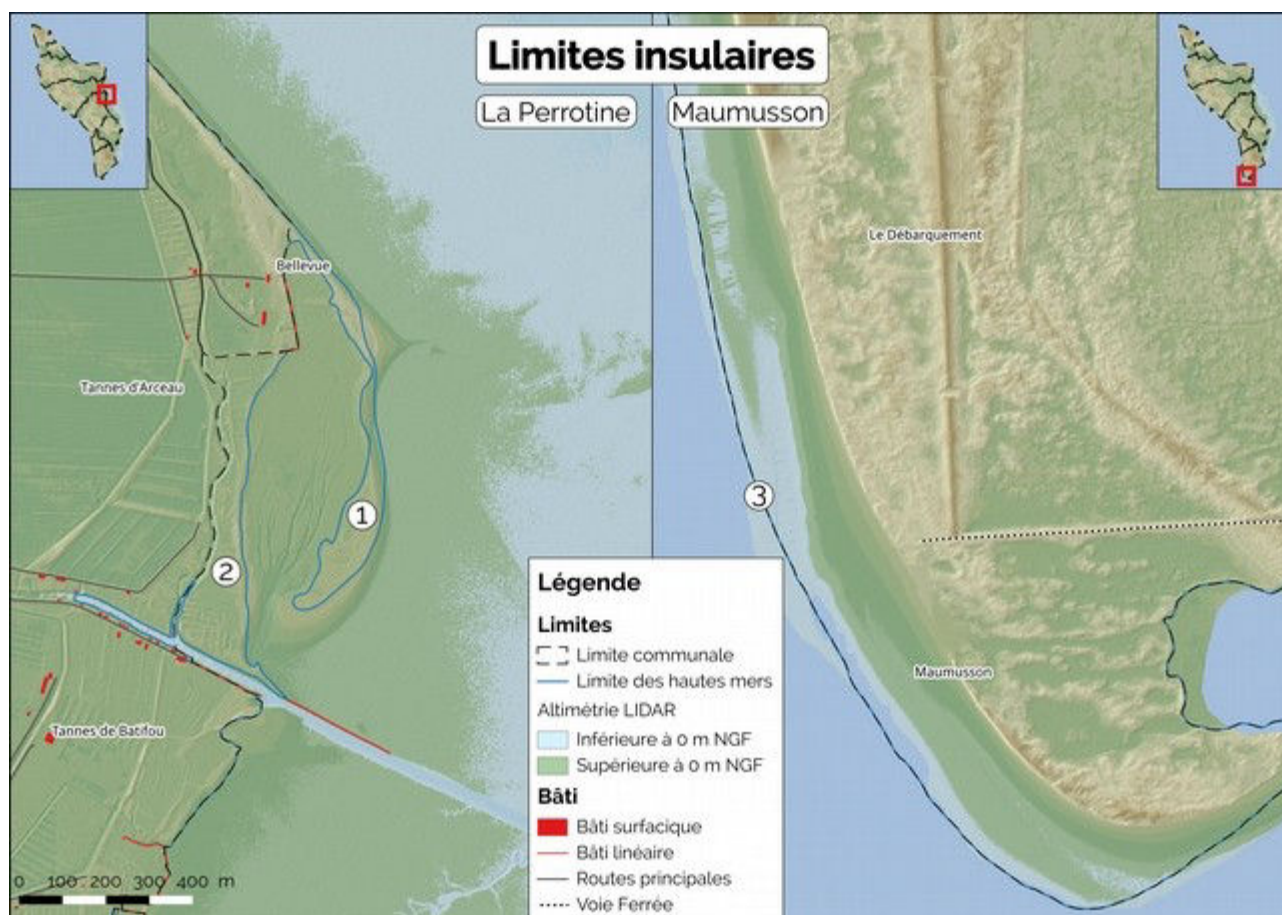 Limites insulaires
La Perrotine
Maumusson
Bellevue
Tannes d'Arceau
1
2
Tannes de Batifou
0 100 200 300 400 m
Le Débarquement
3
Maumusson
Légende
Limites
Limite communale
Limite des hautes mers
Altimétrie LIDAR
Inférieure à 0 m NGF
Supérieure à 0 m NGF
Bâti
Bâti surfacique
Bâti linéaire
Routes principales
Voie Ferrée